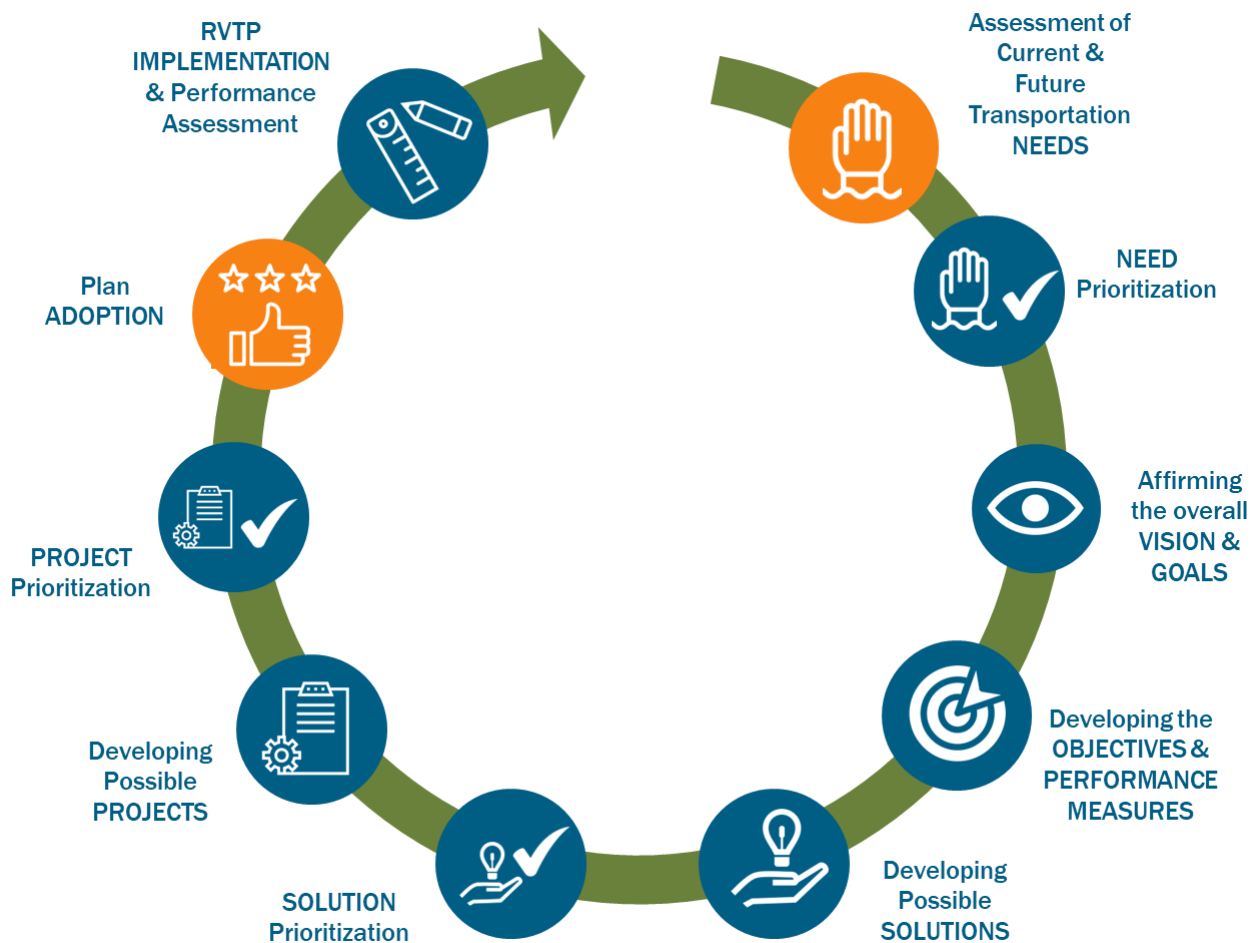 Assessment of
Current &
Future
Transportation
NEEDS
NEED
Prioritization
Affirming
the overall
VISION &
GOALS
Developing the
OBJECTIVES &
PERFORMANCE
MEASURES
Developing
Possible
SOLUTIONS
SOLUTION
Prioritization
Developing
Possible
PROJECTS
PROJECT
Prioritization
Plan
ADOPTION
RVTP
IMPLEMENTATION
& Performance
Assessment